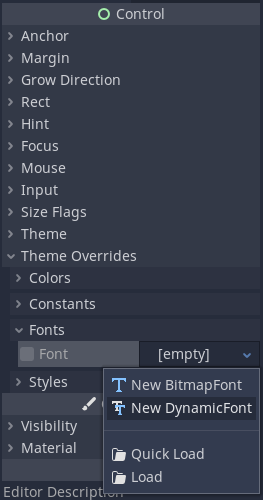 Control
Anchor
Margin
Grow Direction
Rect
Hint
Focus
Mouse
Input
Size Flags
Theme
Theme Overrides
Colors
Constants
Fonts
Font [empty]
Styles
New BitmapFont
New DynamicFont
Quick Load
Load
Visibility
Material
Editor Description